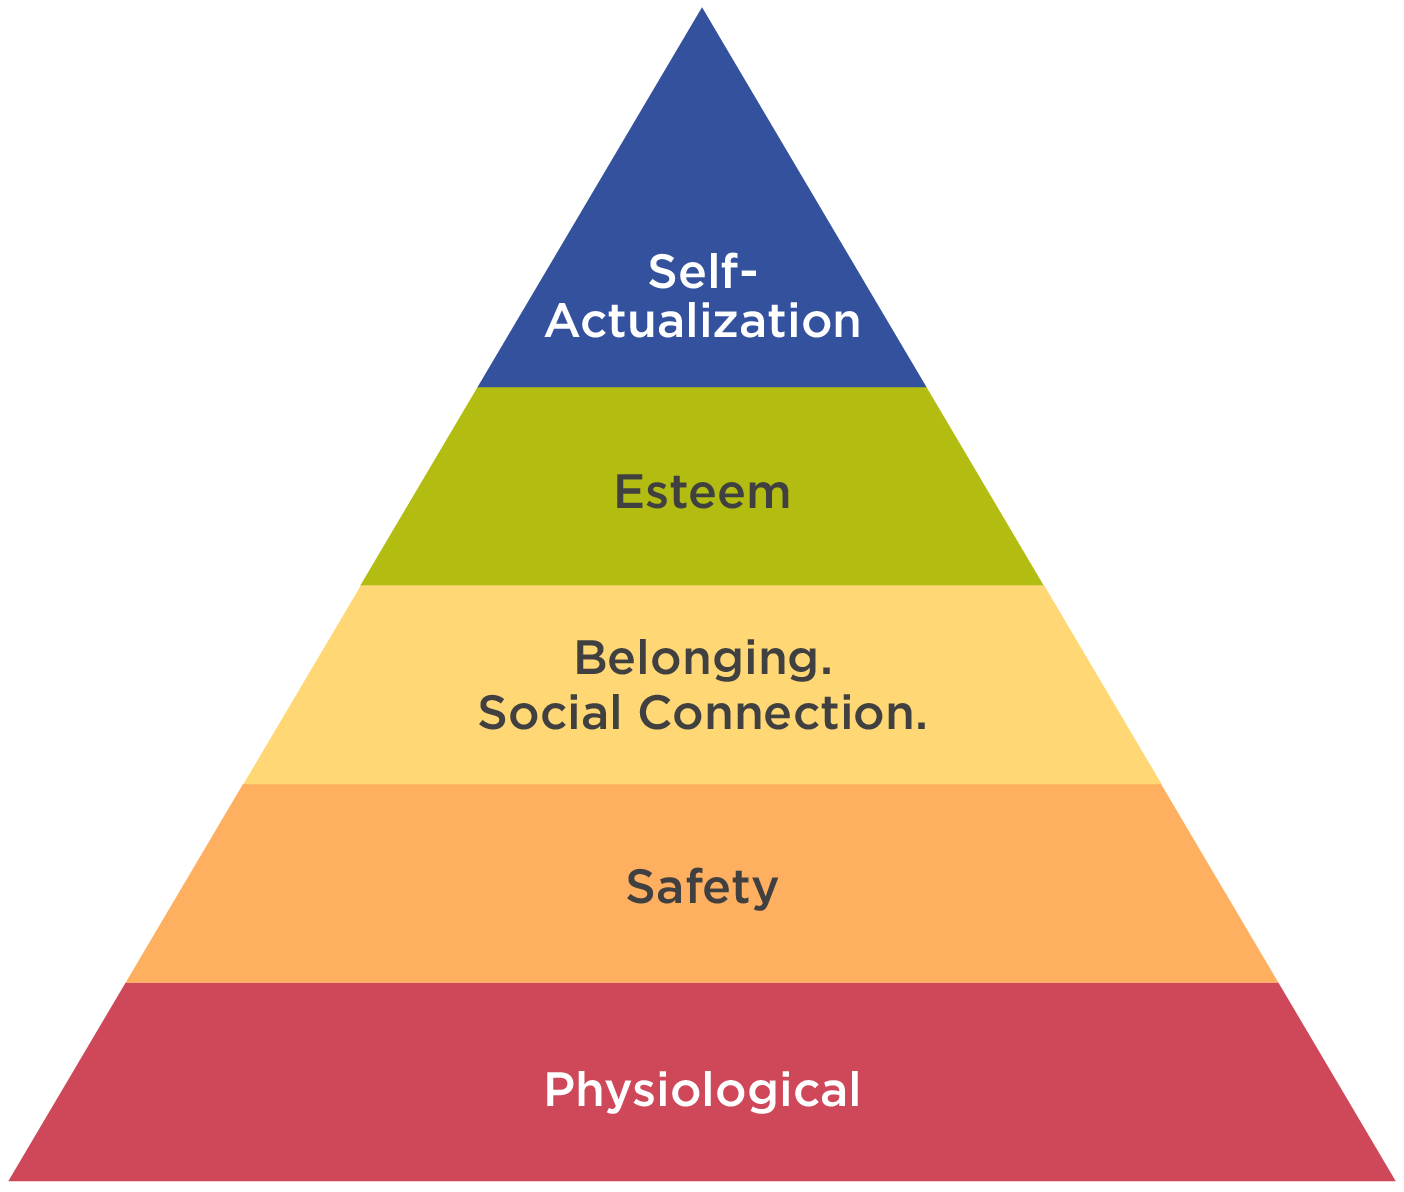 Self-
Actualization
Esteem
Belonging.
Social Connection.
Safety
Physiological